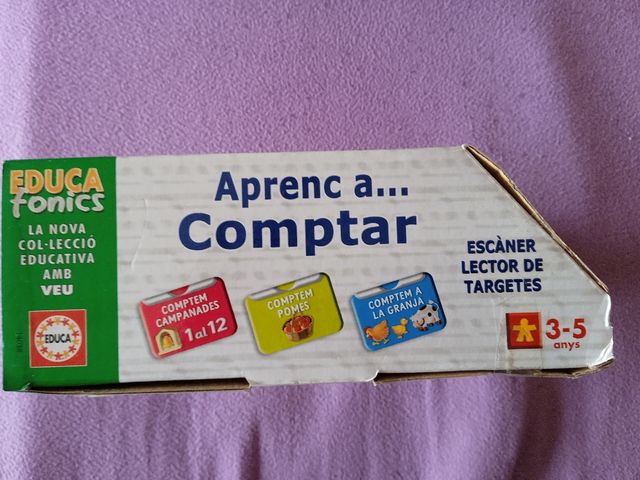 EDUCA
fonics
LA NOVA
COL·LECCIÓ
EDUCATIVA
AMB
VEU
EDUCA
Aprenc a...
Comptar
COMPTEM
CAMPANADES
1 al 12
COMPTEM
POMES
COMPTEM A
LA GRANJA
ESCÀNER
LECTOR DE
TARGETES
3-5
anys